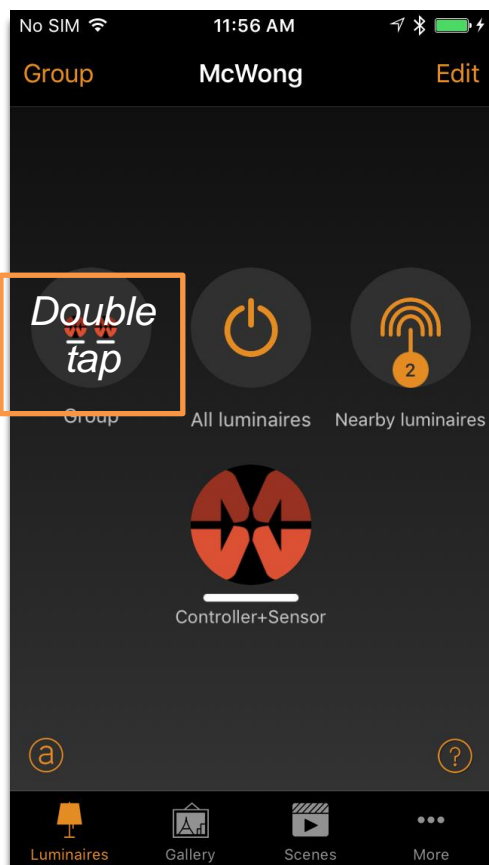 No SIM 11:56 AM
Group McWong Edit
Double
tap
2
Group All luminaires Nearby luminaires
Controller+Sensor
a ?
Luminaires Gallery Scenes More